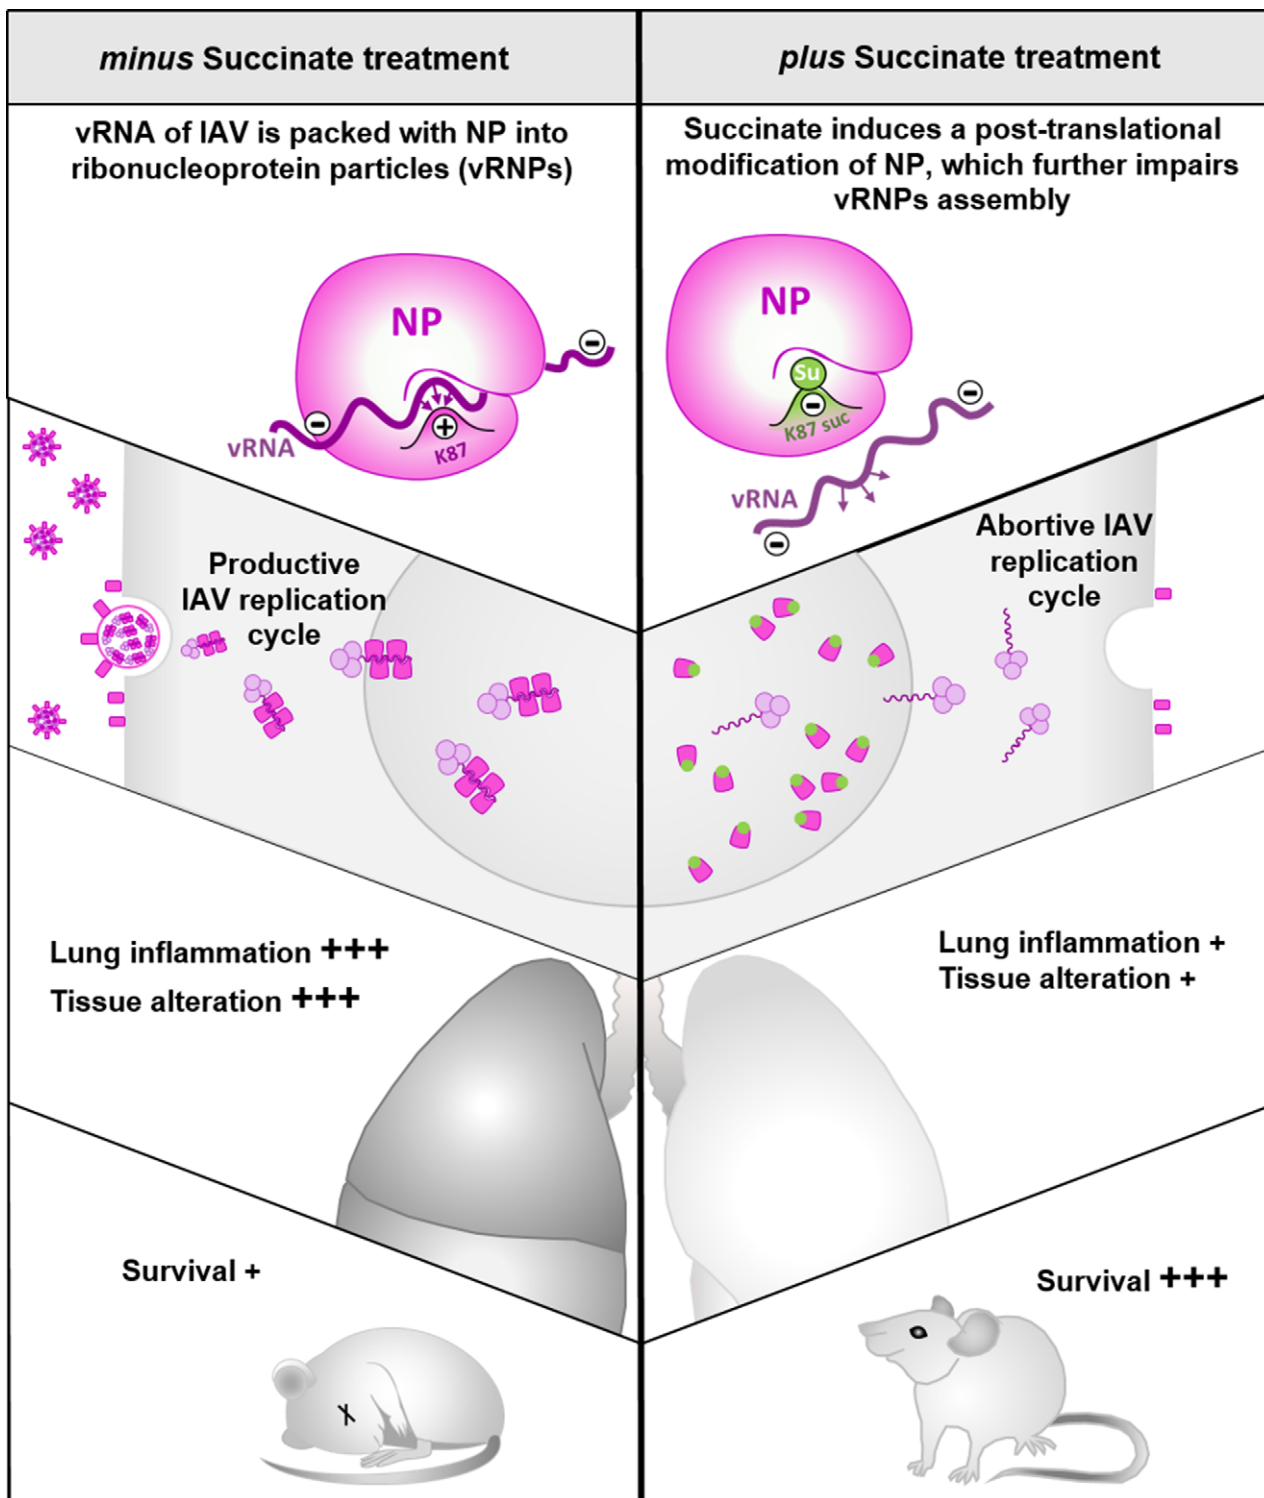 minus Succinate treatment
plus Succinate treatment
vRNA of IAV is packed with NP into
ribonucleoprotein particles (vRNPs)
Succinate induces a post-translational
modification of NP, which further impairs
vRNPs assembly
NP
-
-
vRNA
+
K87
NP
Su
-
K87 suc
-
vRNA
-
Productive
IAV replication
cycle
Abortive IAV
replication
cycle
Lung inflammation +++
Tissue alteration +++
Lung inflammation +
Tissue alteration +
Survival +
Survival +++